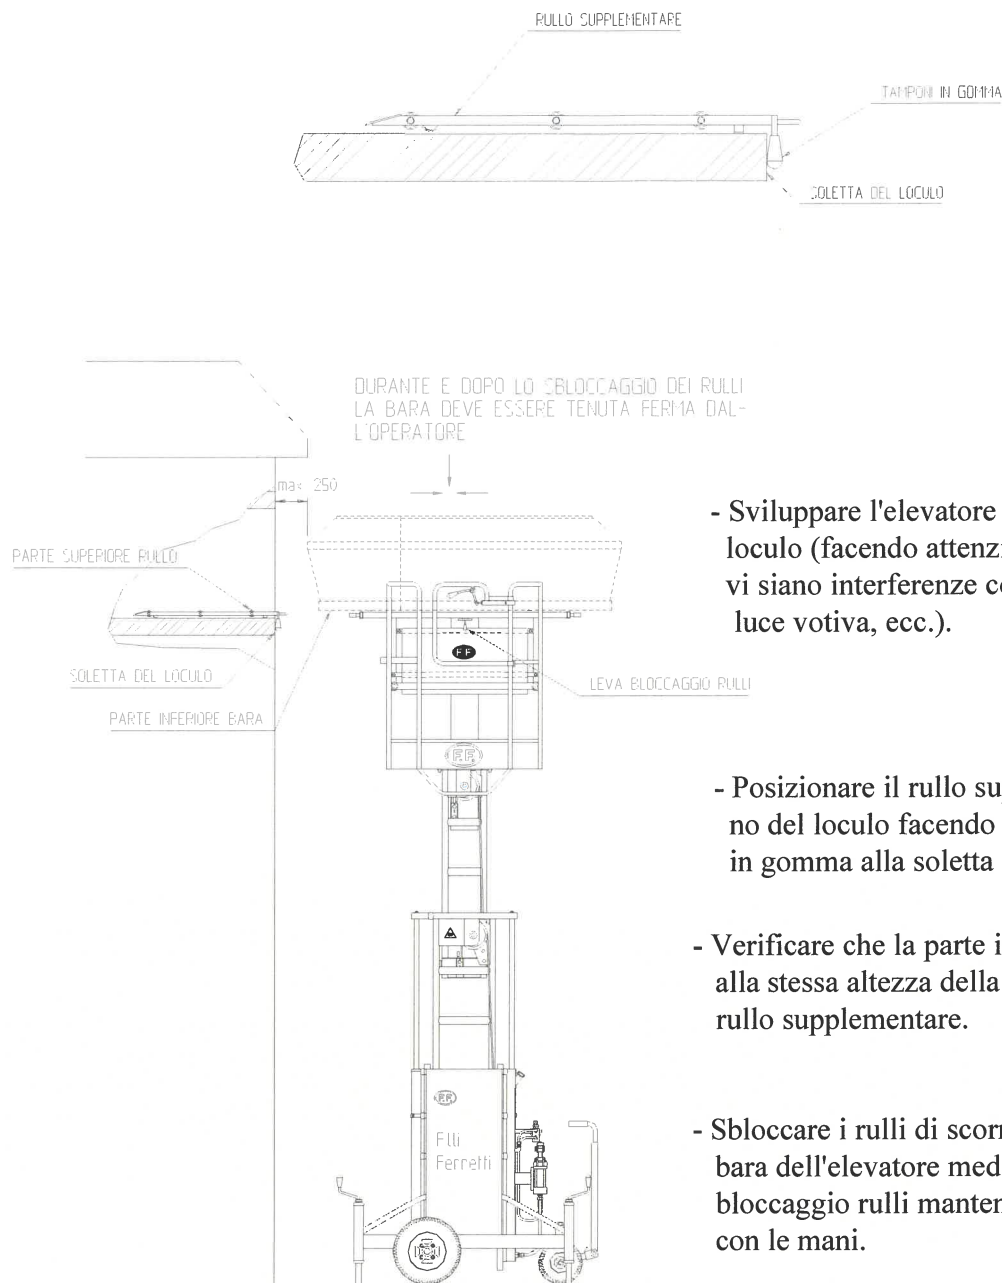 RULLO SUPPLEMENTARE
TAMPONI IN GOMMA
SOLETTA DEL LOCULO
DURANTE E DOPO LO SBLOCCAGGIO DEI RULLI
LA BARA DEVE ESSERE TENUTA FERMA DAL-
L'OPERATORE
max 250
PARTE SUPERIORE RULLO
SOLETTA DEL LOCULO
PARTE INFERIORE BARA
LEVA BLOCCAGGIO RULLI
F.F.
F.F.
F.F.
F.lli
Ferretti
- Sviluppare l'elevatore
loculo (facendo attenzi
vi siano interferenze co
luce votiva, ecc.).
- Posizionare il rullo su
no del loculo facendo
in gomma alla soletta
- Verificare che la parte i
alla stessa altezza della
rullo supplementare.
- Sbloccare i rulli di scor
bara dell'elevatore med
bloccaggio rulli manten
con le mani.